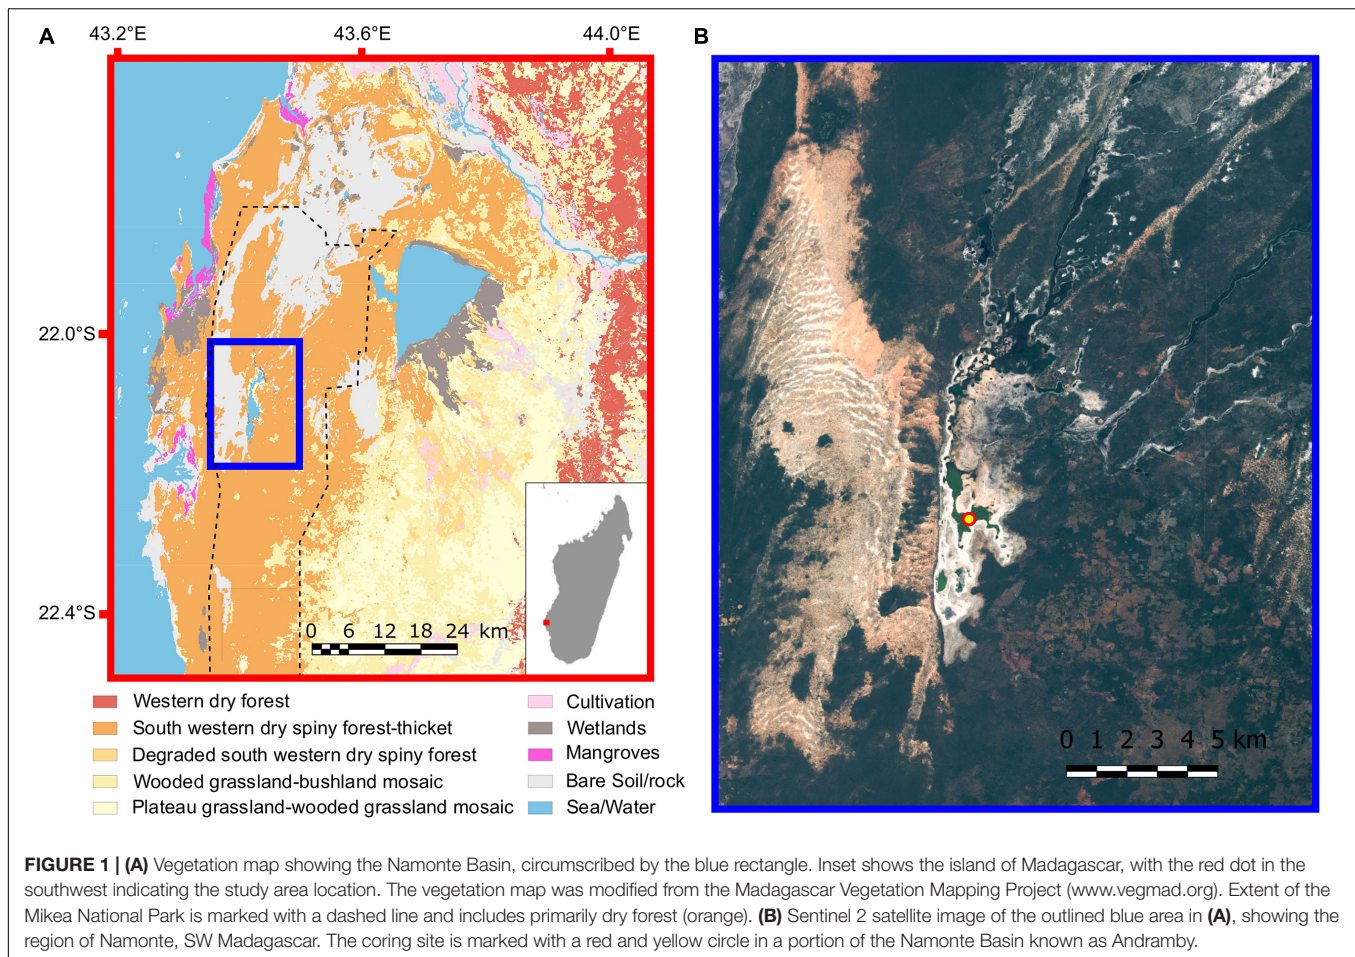 A
43.2°E
43.6°E
44.0°E
B
22.0°S
22.4°S
0 6 12 18 24 km
Western dry forest
South western dry spiny forest-thicket
Degraded south western dry spiny forest
Wooded grassland-bushland mosaic
Plateau grassland-wooded grassland mosaic
Cultivation
Wetlands
Mangroves
Bare Soil/rock
Sea/Water
0 1 2 3 4 5 km
FIGURE 1 | (A) Vegetation map showing the Namonte Basin, circumscribed by the blue rectangle. Inset shows the island of Madagascar, with the red dot in the
southwest indicating the study area location. The vegetation map was modified from the Madagascar Vegetation Mapping Project (www.vegmad.org). Extent of the
Mikea National Park is marked with a dashed line and includes primarily dry forest (orange). (B) Sentinel 2 satellite image of the outlined blue area in (A), showing the
region of Namonte, SW Madagascar. The coring site is marked with a red and yellow circle in a portion of the Namonte Basin known as Andramby.